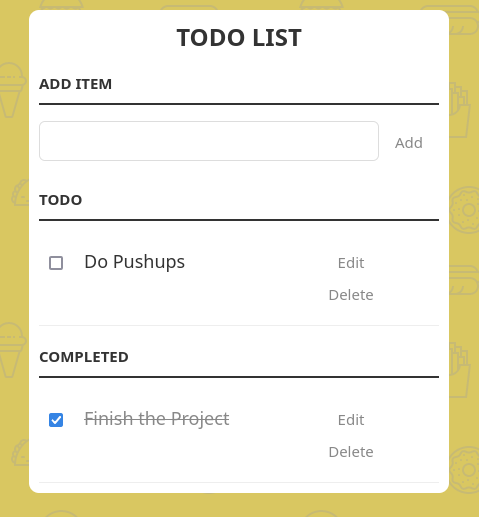 TODO LIST
ADD ITEM
Add
TODO
Do Pushups
Edit
Delete
COMPLETED
Finish the Project
Edit
Delete